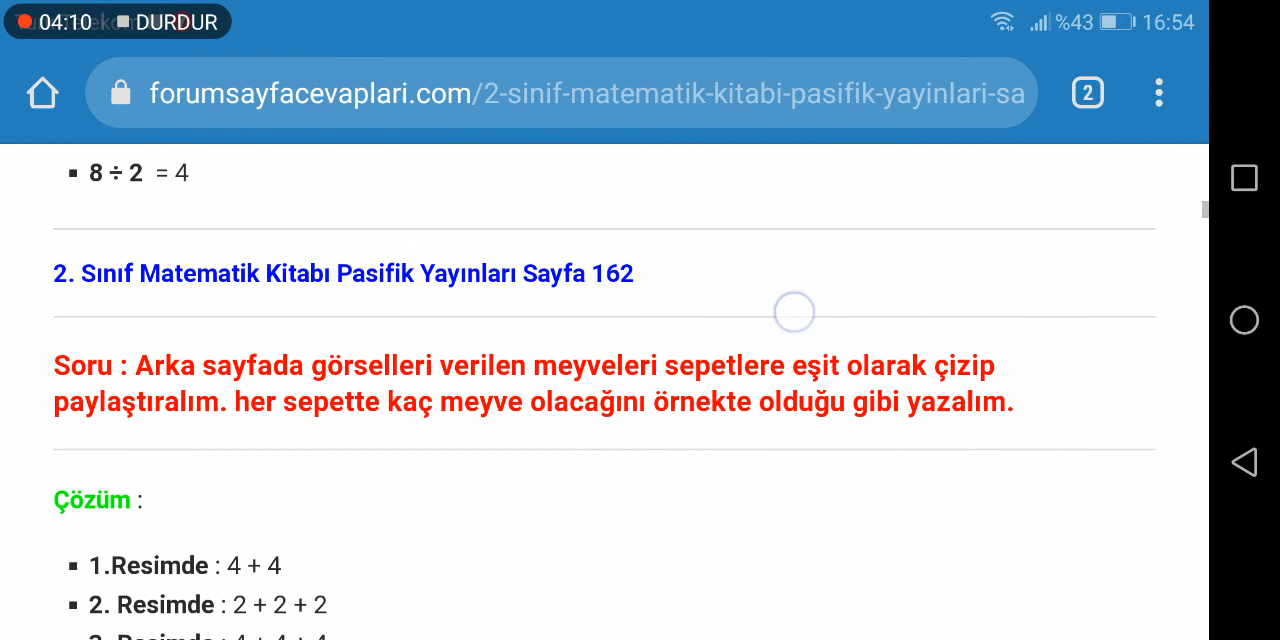 04:10 DURDUR
%43 16:54
forumsayfacevaplari.com/2-sinif-matematik-kitabi-pasifik-yayinlari-sa
2
▪ 8 ÷ 2 = 4
2. Sınıf Matematik Kitabı Pasifik Yayınları Sayfa 162
Soru : Arka sayfada görselleri verilen meyveleri sepetlere eşit olarak çizip
paylaştıralım. her sepette kaç meyve olacağını örnekte olduğu gibi yazalım.
Çözüm :
▪ 1.Resimde : 4 + 4
▪ 2. Resimde : 2 + 2 + 2